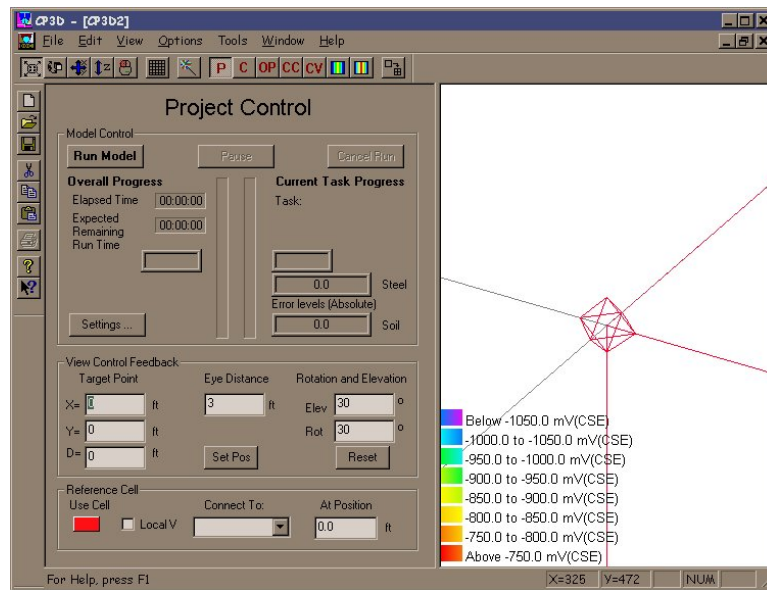 CP3D - [CP3D2]
File Edit View Options Tools Window Help
P C OP CC CV
Project Control
Model Control
Run Model Pause Cancel Run
Overall Progress Current Task Progress
Elapsed Time 00:00:00 Task:
Expected Remaining Run Time 00:00:00
0.0 Steel
Error levels (Absolute)
Settings ... 0.0 Soil
View Control Feedback
Target Point Eye Distance Rotation and Elevation
X= 0 ft 3 ft Elev 30 o
Y= 0 ft Rot 30 o
D= 0 ft Set Pos Reset
Reference Cell
Use Cell Connect To: At Position
Local V 0.0 ft
Below -1050.0 mV(CSE)
-1000.0 to -1050.0 mV(CSE)
-950.0 to -1000.0 mV(CSE)
-900.0 to -950.0 mV(CSE)
-850.0 to -900.0 mV(CSE)
-800.0 to -850.0 mV(CSE)
-750.0 to -800.0 mV(CSE)
Above -750.0 mV(CSE)
For Help, press F1 X=325 Y=472 NUM